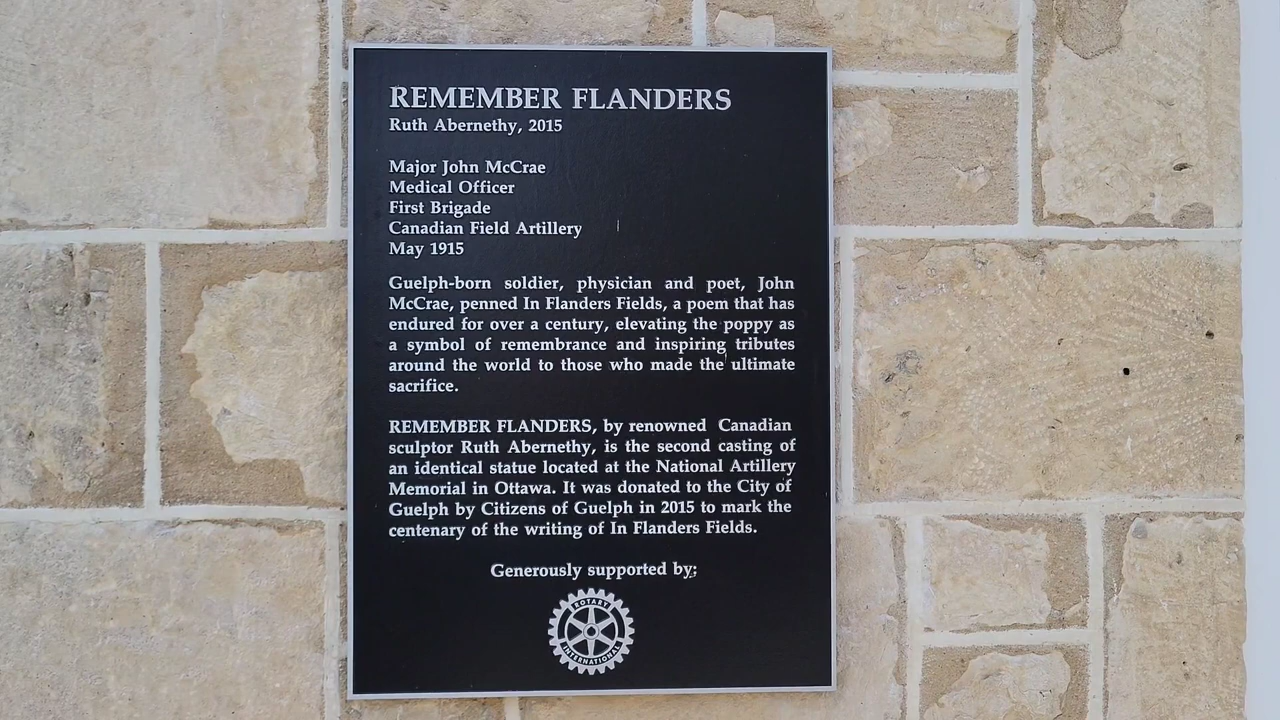 REMEMBER FLANDERS
Ruth Abernethy, 2015
Major John McCrae
Medical Officer
First Brigade
Canadian Field Artillery
May 1915
Guelph-born soldier, physician and poet, John
McCrae, penned In Flanders Fields, a poem that has
endured for over a century, elevating the poppy as
a symbol of remembrance and inspiring tributes
around the world to those who made the ultimate
sacrifice.
REMEMBER FLANDERS, by renowned Canadian
sculptor Ruth Abernethy, is the second casting of
an identical statue located at the National Artillery
Memorial in Ottawa. It was donated to the City of
Guelph by Citizens of Guelph in 2015 to mark the
centenary of the writing of In Flanders Fields.
Generously supported by:
ROTARY
INTERNATIONAL